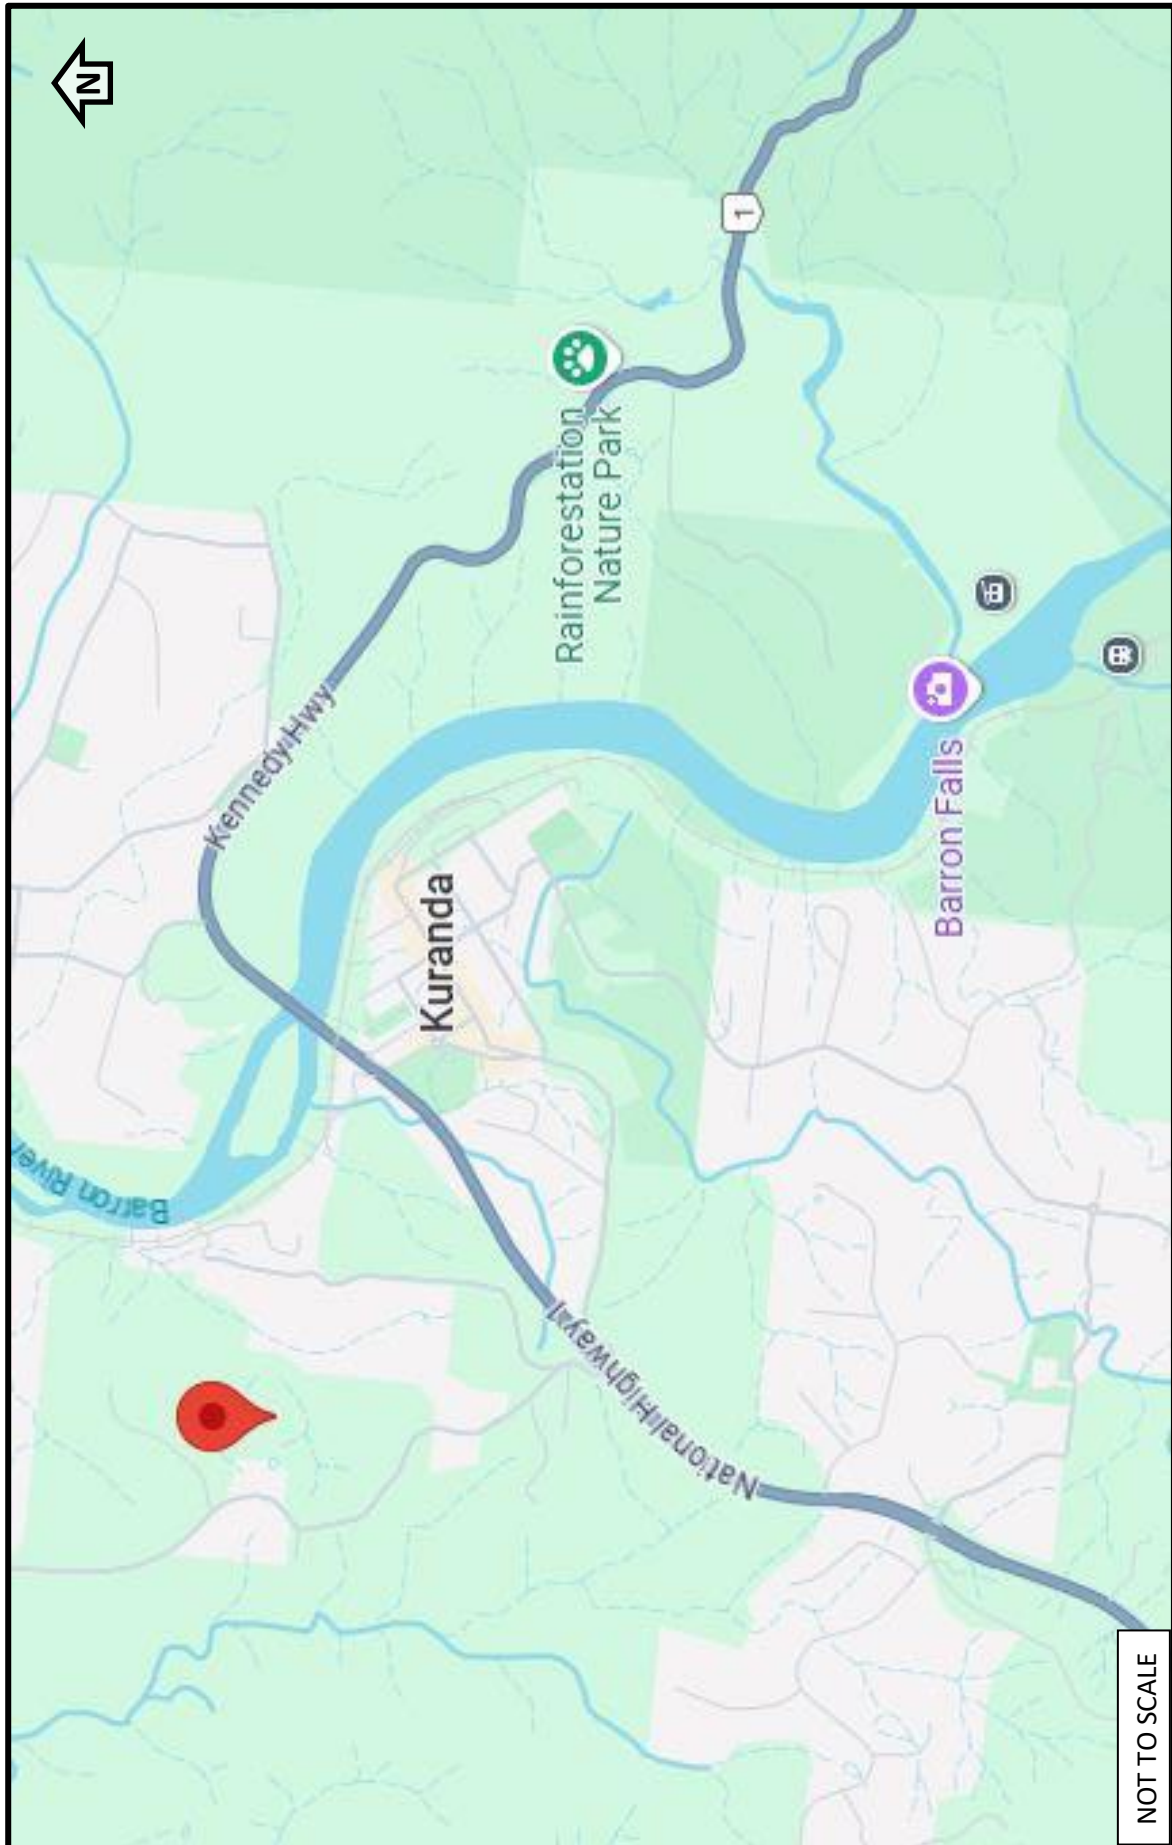 N
1
Rainforestation
Nature Park
Kennedy Hwy
Kuranda
Barron Falls
Barron River
National Highway 1
NOT TO SCALE